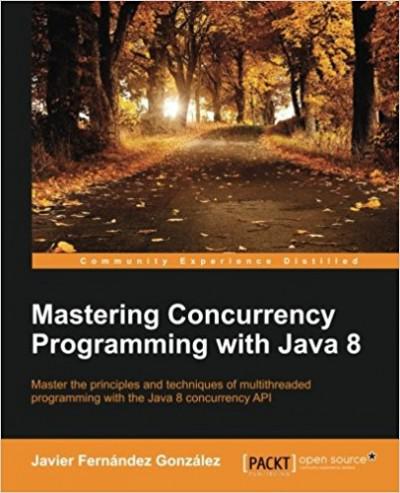 Community Experience Distilled
Mastering Concurrency
Programming with Java 8
Master the principles and techniques of multithreaded
programming with the Java 8 concurrency API
Javier Fernández González
[PACKT] open source*
PUBLISHING